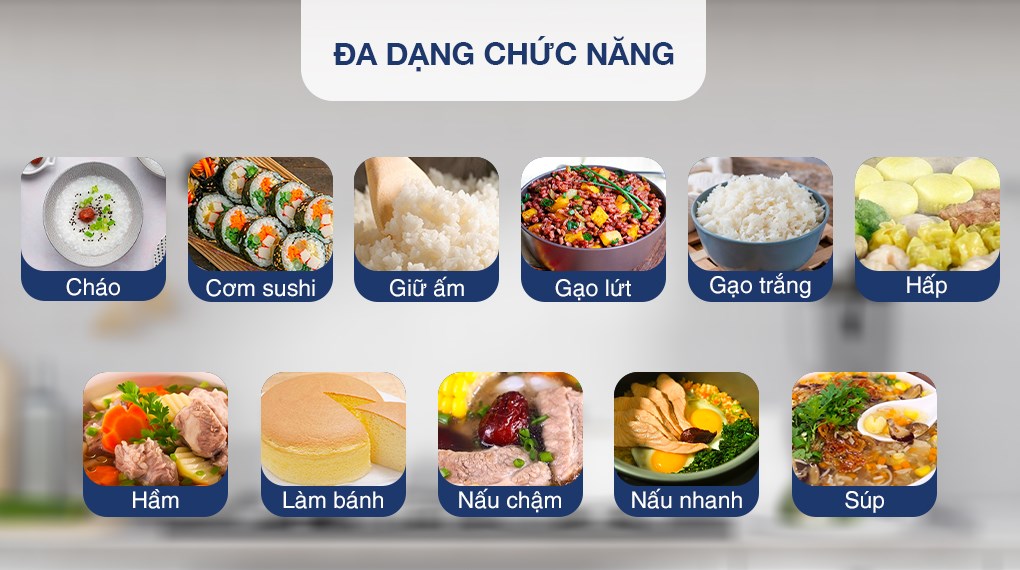 ĐA DẠNG CHỨC NĂNG
Cháo
Cơm sushi
Giữ ấm
Gạo lứt
Gạo trắng
Hấp
Hầm
Làm bánh
Nấu chậm
Nấu nhanh
Súp